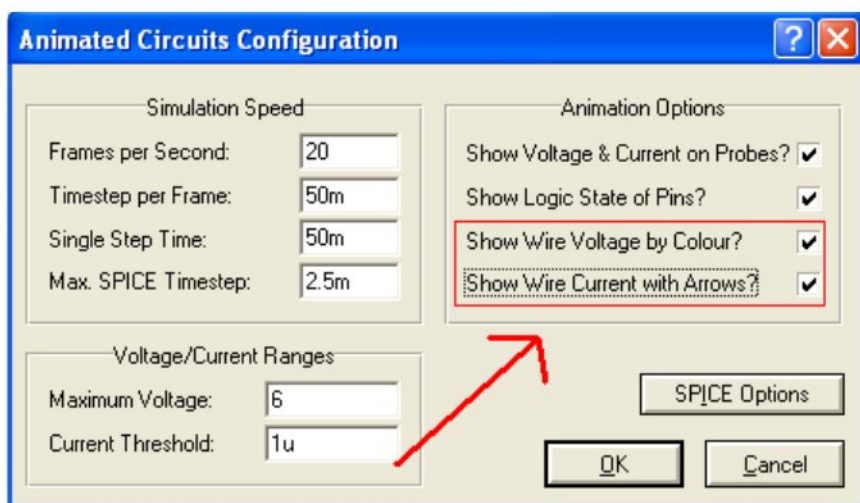 Animated Circuits Configuration
Simulation Speed
Frames per Second: 20
Timestep per Frame: 50m
Single Step Time: 50m
Max. SPICE Timestep: 2.5m
Voltage/Current Ranges
Maximum Voltage: 6
Current Threshold: 1u
Animation Options
Show Voltage & Current on Probes?
Show Logic State of Pins?
Show Wire Voltage by Colour?
Show Wire Current with Arrows?
SPICE Options
OK
Cancel